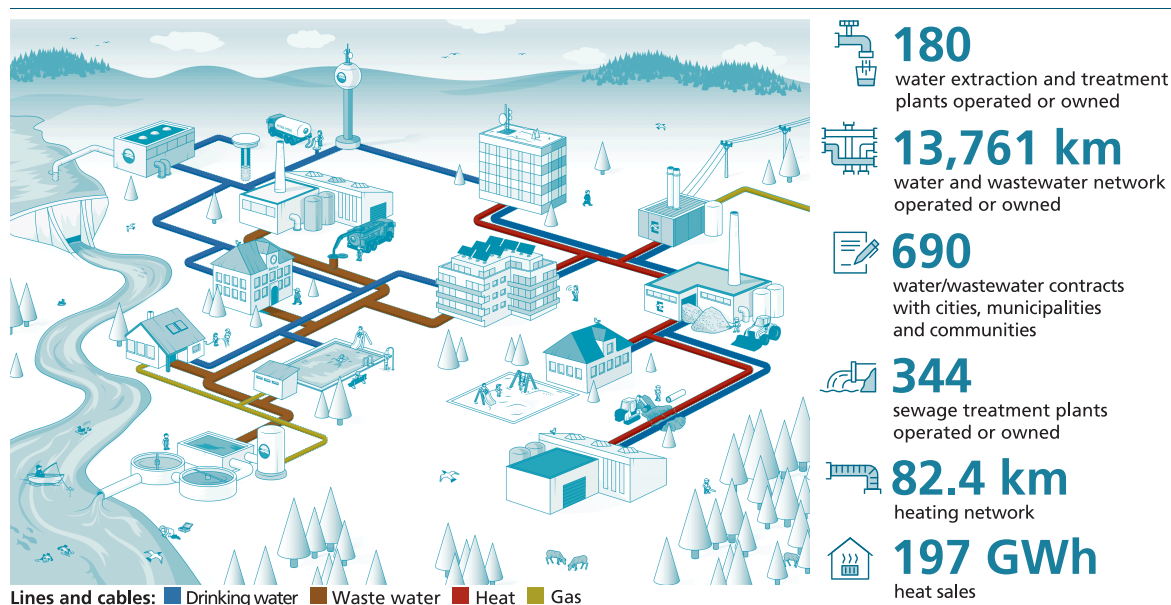 180
water extraction and treatment
plants operated or owned
13,761 km
water and wastewater network
operated or owned
690
water/wastewater contracts
with cities, municipalities
and communities
344
sewage treatment plants
operated or owned
82.4 km
heating network
197 GWh
heat sales
Lines and cables: Drinking water Waste water Heat Gas